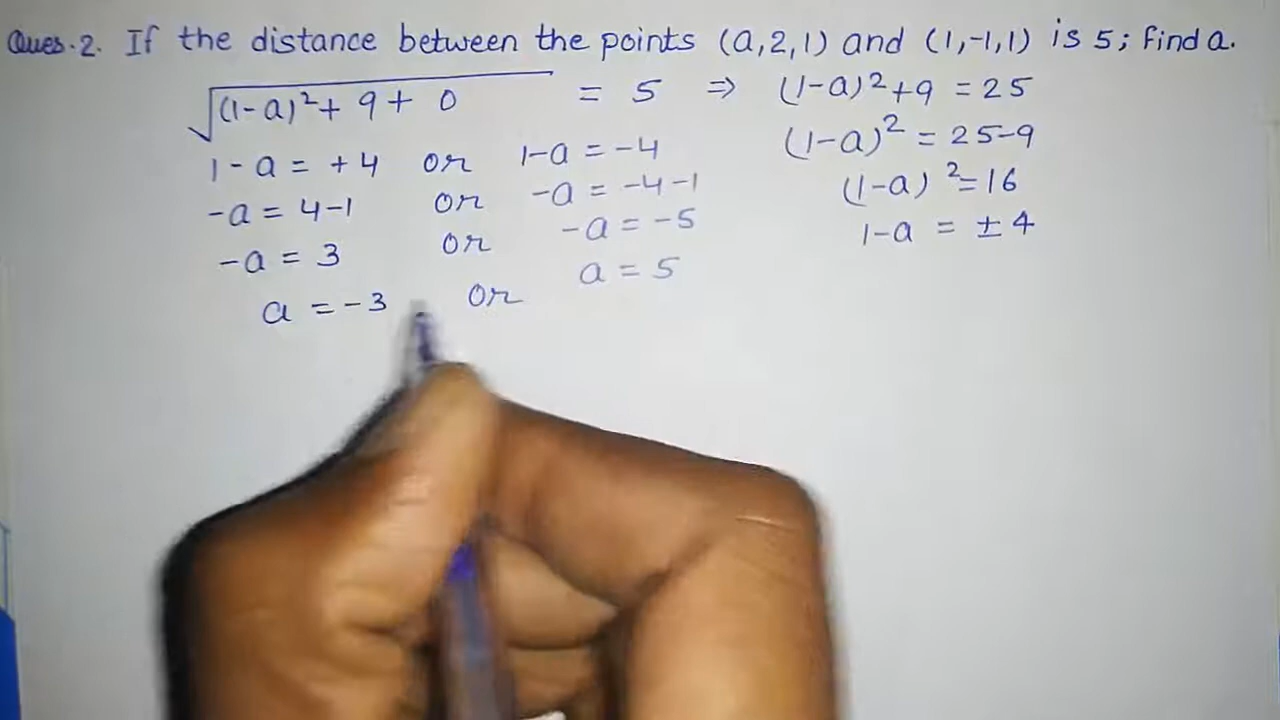 Ques.2. If the distance between the points (a,2,1) and (1,-1,1) is 5; find a.
√(1-a)²+ 9+ 0 = 5 ⇒ (1-a)²+9 = 25
(1-a)² = 25-9
(1-a)²=16
1-a = ±4
1-a = +4 or 1-a = -4
-a = 4-1 or -a = -4-1
-a = 3 or -a = -5
a = -3 or a = 5